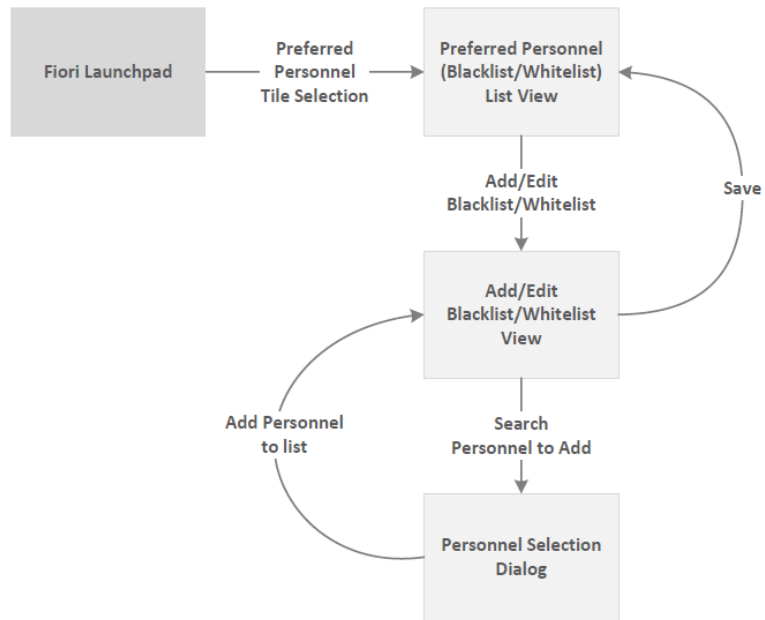 Fiori Launchpad
Preferred
Personnel
Tile Selection
Preferred Personnel
(Blacklist/Whitelist)
List View
Add/Edit
Blacklist/Whitelist
Save
Add/Edit
Blacklist/Whitelist
View
Add Personnel
to list
Search
Personnel to Add
Personnel Selection
Dialog